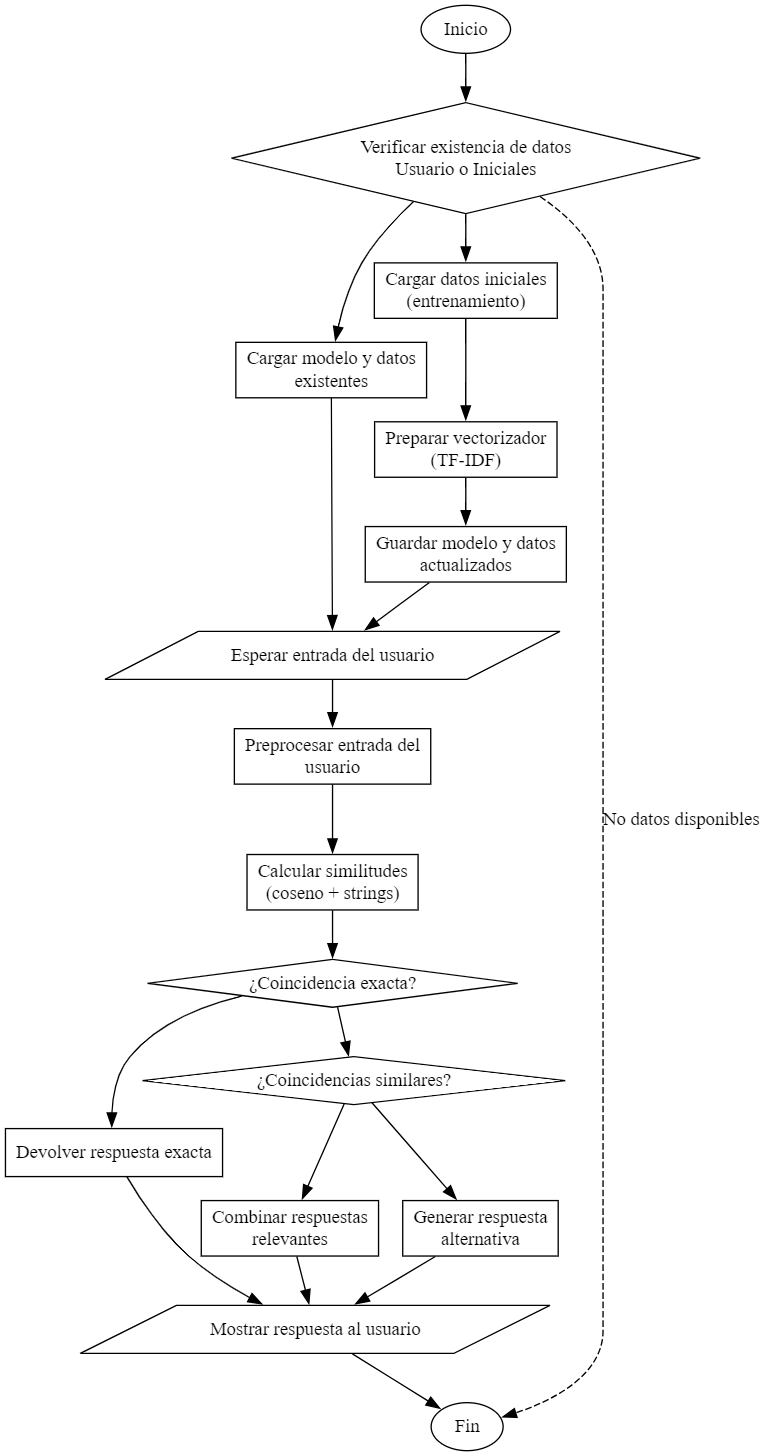 Inicio
Verificar existencia de datos
Usuario o Iniciales
Cargar datos iniciales
(entrenamiento)
Cargar modelo y datos
existentes
Preparar vectorizador
(TF-IDF)
Guardar modelo y datos
actualizados
Esperar entrada del usuario
Preprocesar entrada del
usuario
No datos disponibles
Calcular similitudes
(coseno + strings)
¿Coincidencia exacta?
¿Coincidencias similares?
Devolver respuesta exacta
Combinar respuestas
relevantes
Generar respuesta
alternativa
Mostrar respuesta al usuario
Fin